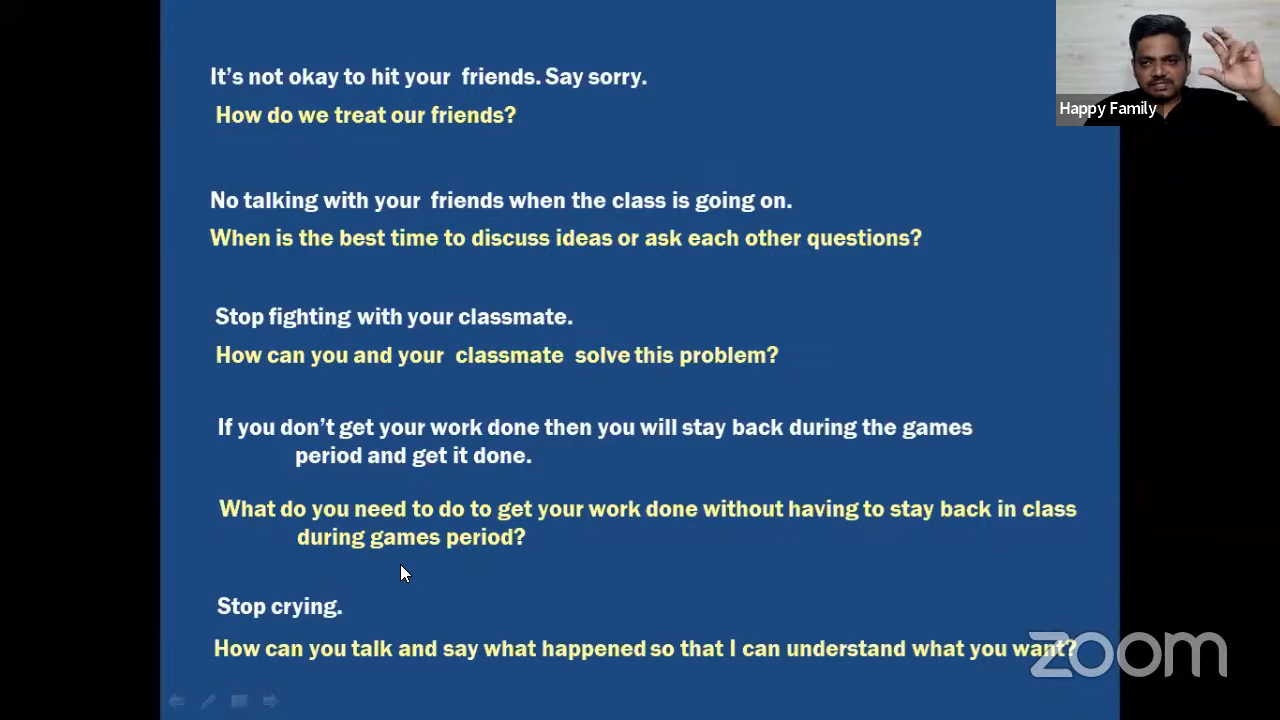 It's not okay to hit your friends. Say sorry.
How do we treat our friends?
Happy Family
No talking with your friends when the class is going on.
When is the best time to discuss ideas or ask each other questions?
Stop fighting with your classmate.
How can you and your classmate solve this problem?
If you don't get your work done then you will stay back during the games
period and get it done.
What do you need to do to get your work done without having to stay back in class
during games period?
Stop crying.
How can you talk and say what happened so that I can understand what you want?
zoom